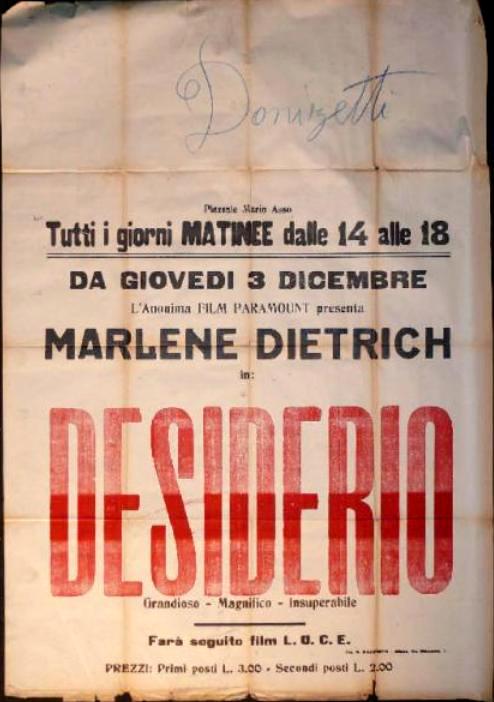 Donizetti
Piazzale Mario Asso
Tutti i giorni MATINEE dalle 14 alle 18
DA GIOVEDI 3 DICEMBRE
L'Anonima FILM PARAMOUNT presenta
MARLENE DIETRICH
in:
DESIDERIO
Grandioso - Magnifico - Insuperabile
Farà seguito film L. U. C. E.
PREZZI: Primi posti L. 3.00 - Secondi posti L. 2.00